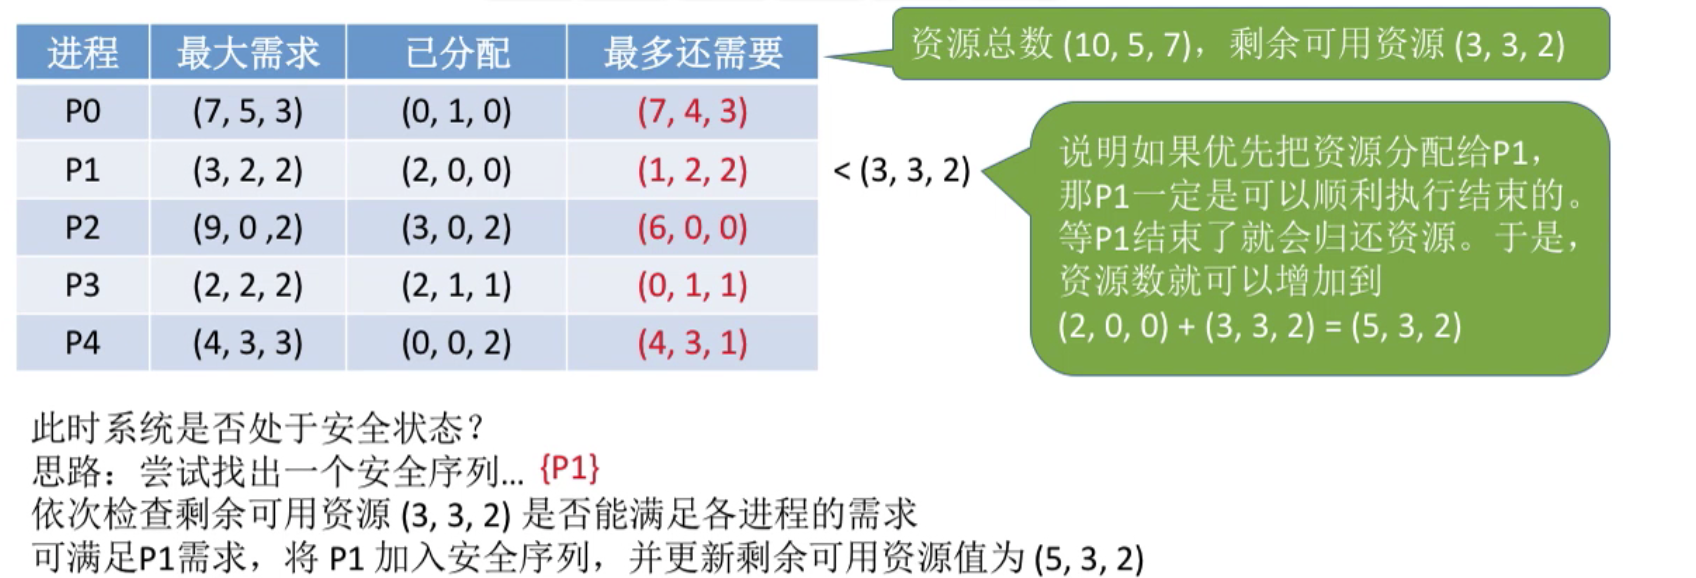 资源总数 (10, 5, 7)，剩余可用资源 (3, 3, 2)
进程 最大需求 已分配 最多还需要
P0 (7, 5, 3) (0, 1, 0) (7, 4, 3)
P1 (3, 2, 2) (2, 0, 0) (1, 2, 2) < (3, 3, 2)
P2 (9, 0 ,2) (3, 0, 2) (6, 0, 0)
P3 (2, 2, 2) (2, 1, 1) (0, 1, 1)
P4 (4, 3, 3) (0, 0, 2) (4, 3, 1)
说明如果优先把资源分配给P1，
那P1一定是可以顺利执行结束的。
等P1结束了就会归还资源。于是，
资源数就可以增加到
(2, 0, 0) + (3, 3, 2) = (5, 3, 2)
此时系统是否处于安全状态？
思路：尝试找出一个安全序列... {P1}
依次检查剩余可用资源 (3, 3, 2) 是否能满足各进程的需求
可满足P1需求，将 P1 加入安全序列，并更新剩余可用资源值为 (5, 3, 2)